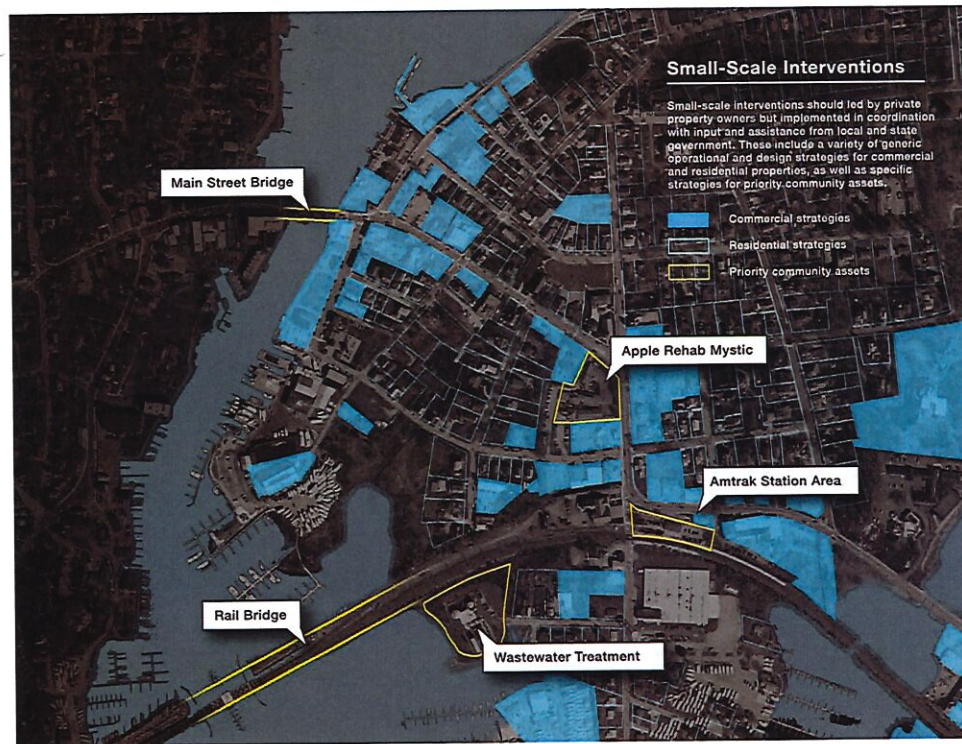 Small-Scale Interventions
Small-scale interventions should led by private
property owners but implemented in coordination
with input and assistance from local and state
government. These include a variety of generic
operational and design strategies for commercial
and residential properties, as well as specific
strategies for priority community assets.
Commercial strategies
Residential strategies
Priority community assets
Main Street Bridge
Apple Rehab Mystic
Amtrak Station Area
Rail Bridge
Wastewater Treatment